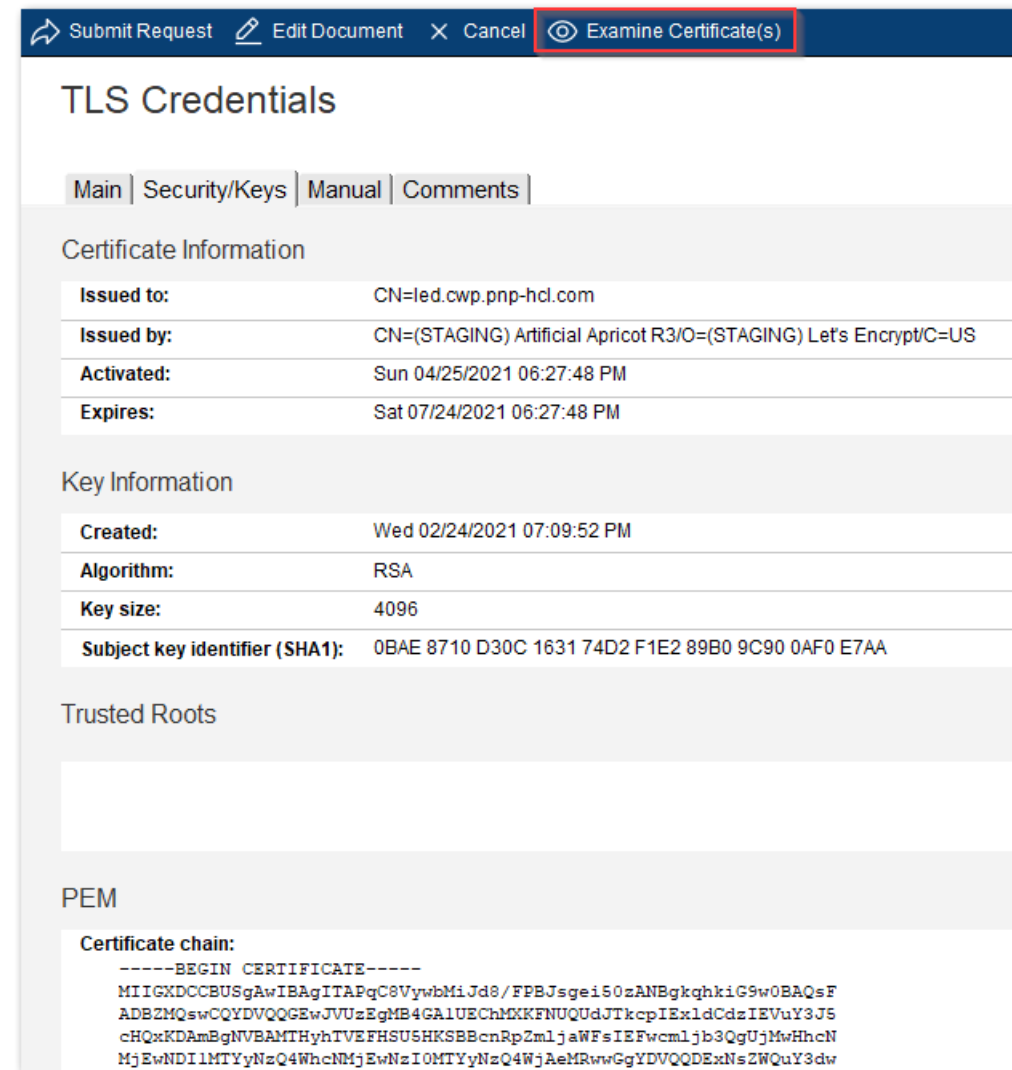 Submit Request Edit Document Cancel Examine Certificate(s)
TLS Credentials
Main Security/Keys Manual Comments
Certificate Information
Issued to: CN=led.cwp.pnp-hcl.com
Issued by: CN=(STAGING) Artificial Apricot R3/O=(STAGING) Let's Encrypt/C=US
Activated: Sun 04/25/2021 06:27:48 PM
Expires: Sat 07/24/2021 06:27:48 PM
Key Information
Created: Wed 02/24/2021 07:09:52 PM
Algorithm: RSA
Key size: 4096
Subject key identifier (SHA1): 0BAE 8710 D30C 1631 74D2 F1E2 89B0 9C90 0AF0 E7AA
Trusted Roots
PEM
Certificate chain:
-----BEGIN CERTIFICATE-----
MIIGXDCCBUSgAwIBAgITAPqC8VywbMiJd8/FPBJsgei50zANBgkqhkiG9w0BAQsF
ADBZMQswCQYDVQQGEwJVUzEgMB4GA1UEChMXKFNUQUdJTkcpIExldCdzIEVuY3J5
cHQxKDAmBgNVBAMTHyhTVEFHSU5HKSBBcnRpZmljaWFsIEFwcmljb3QgUjMwHhcN
MjEwNDI1MTYyNzQ4WhcNMjEwNzI0MTYyNzQ4WjAeMRwwGgYDVQQDExNsZWQuY3dw